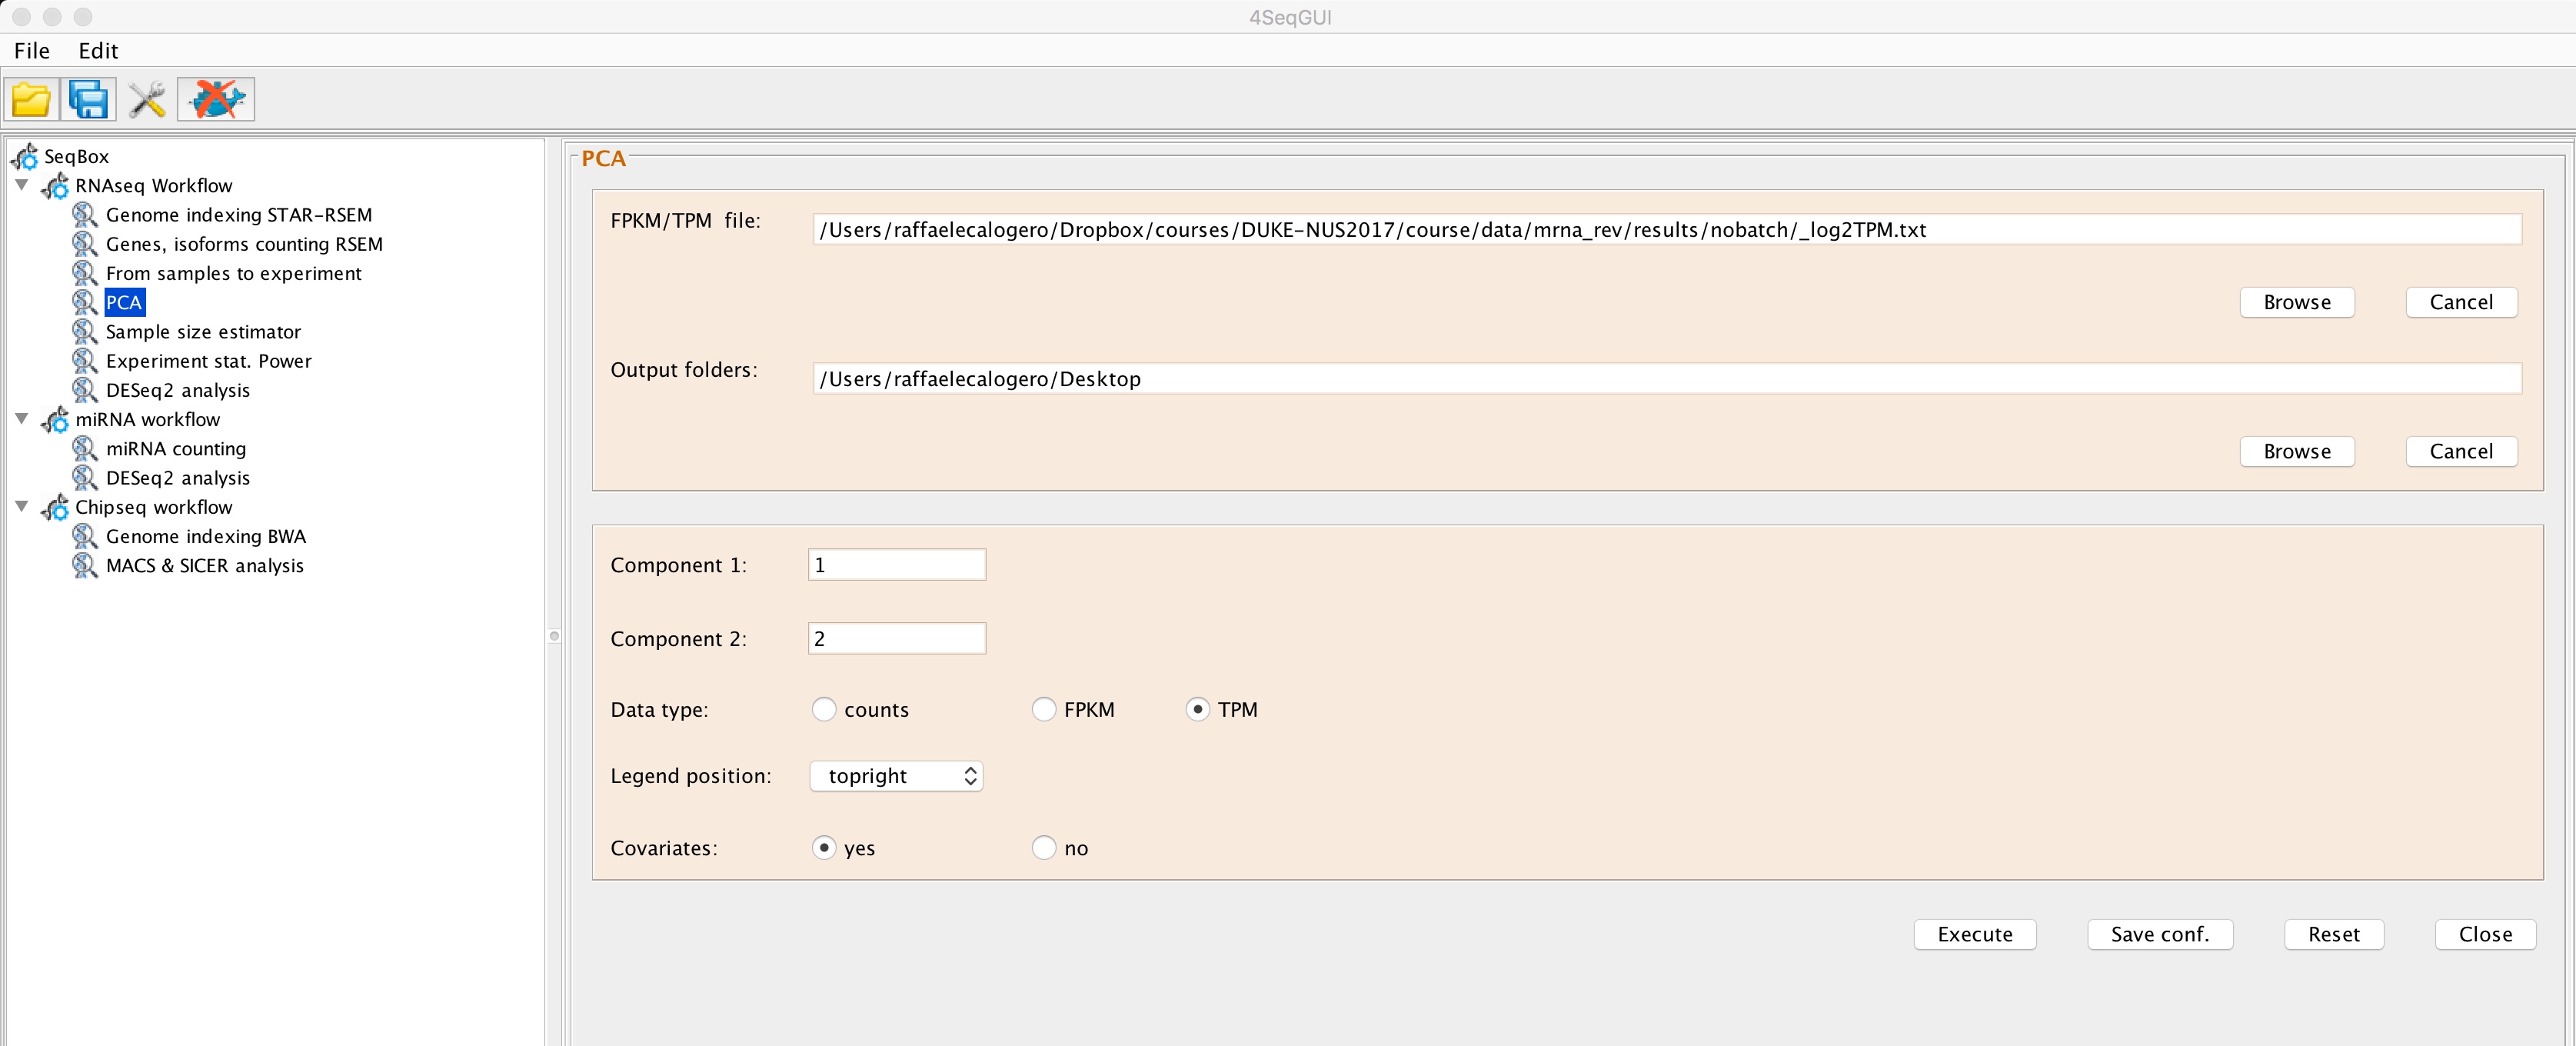 4SeqGUI
File Edit
SeqBox
RNAseq Workflow
Genome indexing STAR-RSEM
Genes, isoforms counting RSEM
From samples to experiment
PCA
Sample size estimator
Experiment stat. Power
DESeq2 analysis
miRNA workflow
miRNA counting
DESeq2 analysis
Chipseq workflow
Genome indexing BWA
MACS & SICER analysis
PCA
FPKM/TPM file: /Users/raffaelecalogero/Dropbox/courses/DUKE-NUS2017/course/data/mrna_rev/results/nobatch/_log2TPM.txt
Browse Cancel
Output folders: /Users/raffaelecalogero/Desktop
Browse Cancel
Component 1: 1
Component 2: 2
Data type: counts FPKM TPM
Legend position: topright
Covariates: yes no
Execute Save conf. Reset Close